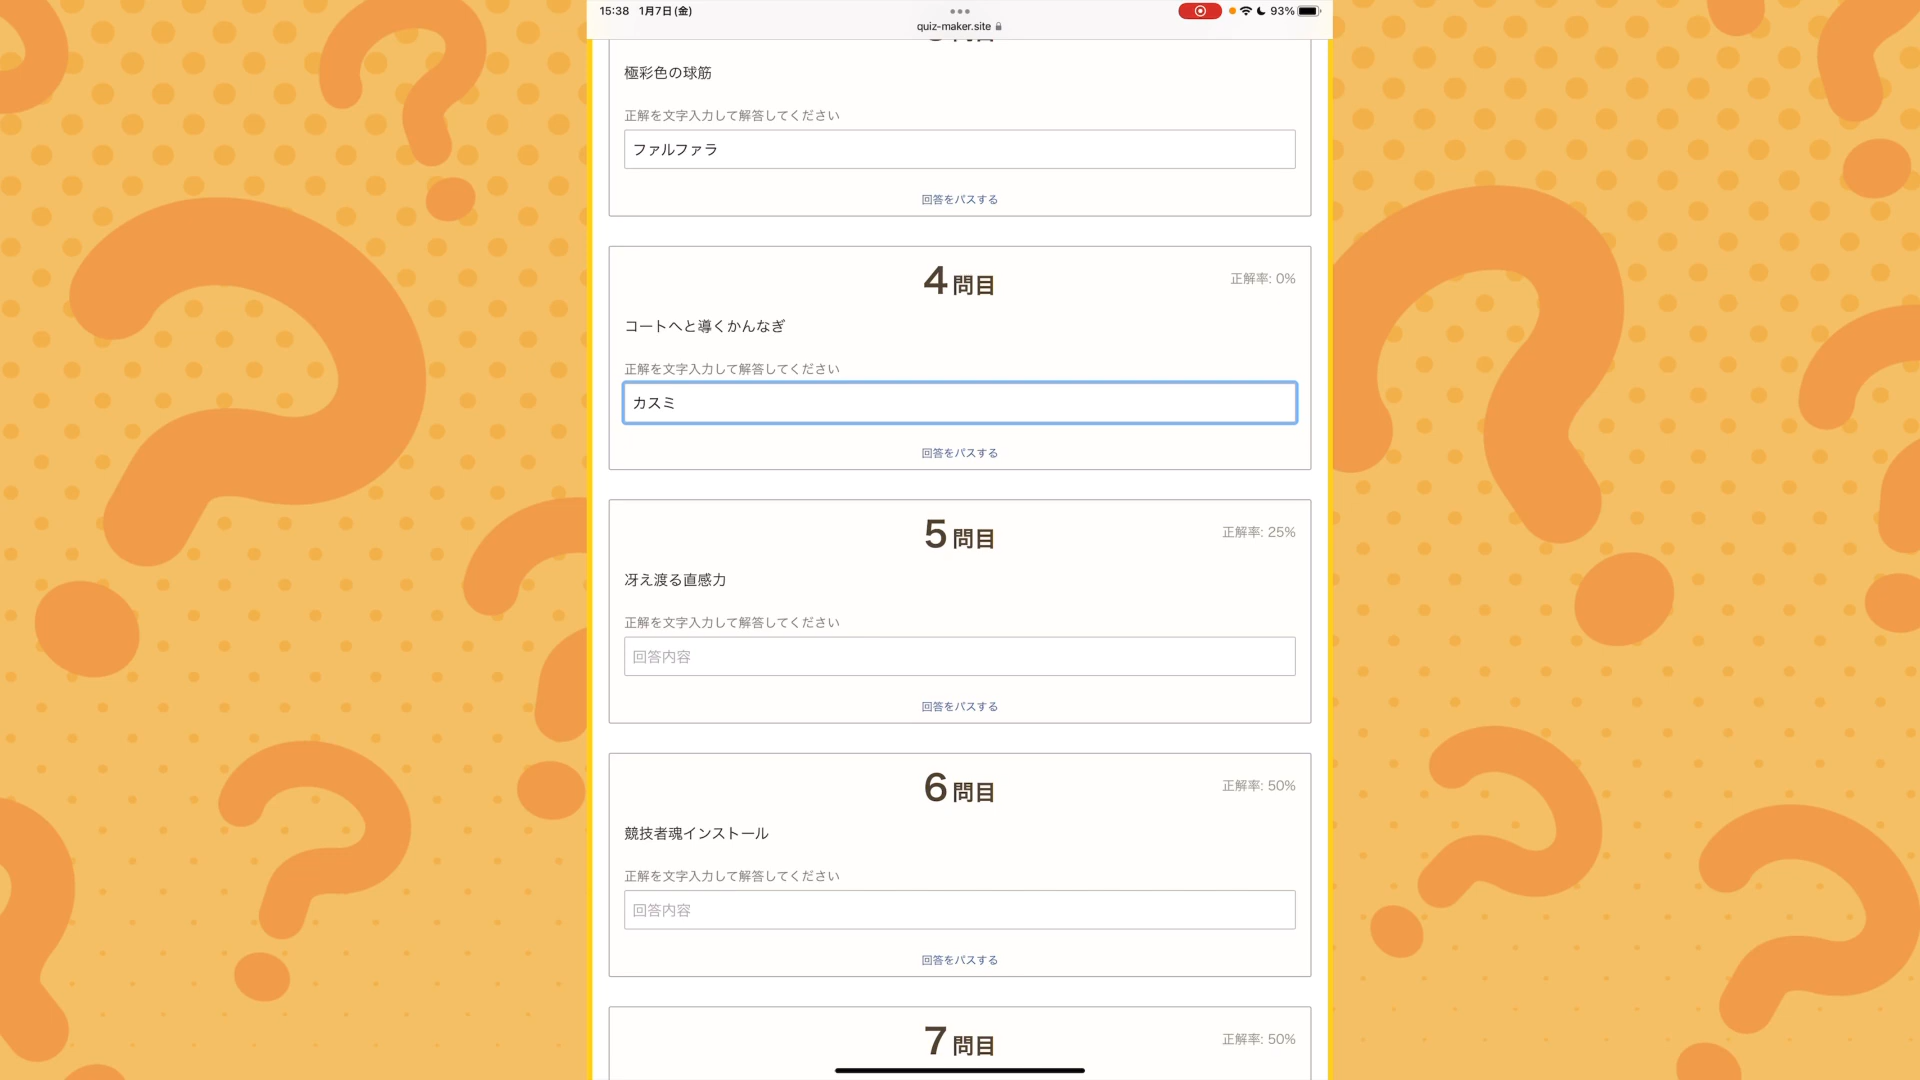 15:38 1月7日(金)
quiz-maker.site
93%
極彩色の球筋
正解を文字入力して解答してください
ファルファラ
回答をパスする
4問目
正解率: 0%
コートへと導くかんなぎ
正解を文字入力して解答してください
カスミ
回答をパスする
5問目
正解率: 25%
冴え渡る直感力
正解を文字入力して解答してください
回答内容
回答をパスする
6問目
正解率: 50%
競技者魂インストール
正解を文字入力して解答してください
回答内容
回答をパスする
7問目
正解率: 50%